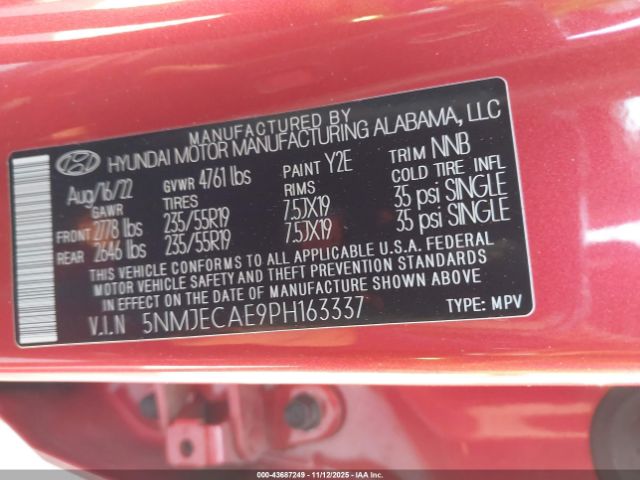 MANUFACTURED BY
HYUNDAI MOTOR MANUFACTURING ALABAMA, LLC
Aug/16/22 GVWR 4761 lbs PAINT Y2E TRIM NNB
GAWR TIRES RIMS COLD TIRE INFL
FRONT 2778 lbs 235/55R19 7.5JX19 35 psi SINGLE
REAR 2646 lbs 235/55R19 7.5JX19 35 psi SINGLE
THIS VEHICLE CONFORMS TO ALL APPLICABLE U.S.A. FEDERAL
MOTOR VEHICLE SAFETY AND THEFT PREVENTION STANDARDS
IN EFFECT ON THE DATE OF MANUFACTURE SHOWN ABOVE
V.I.N 5NMJECAE9PH163337 TYPE: MPV
000-43687249 - 11/12/2025 - IAAI Inc.